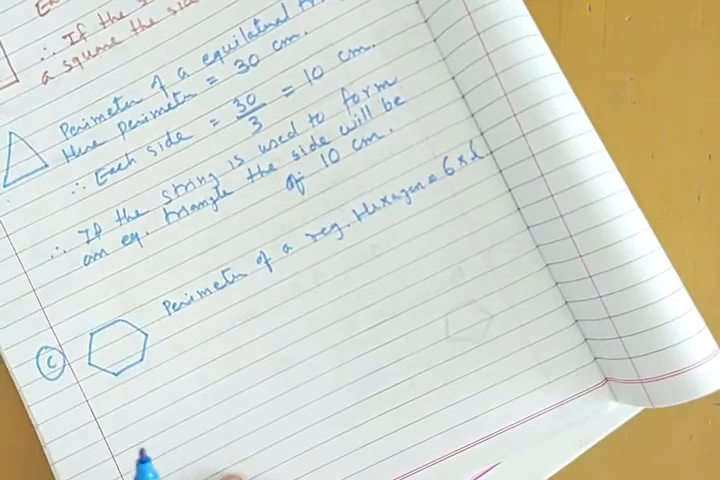 ∴ If the s
a square the side
Perimeter of a equilateral
Here perimeter = 30 cm.
∴ Each side = 30/3 = 10 cm.
∴ If the string is used to form
an eq. triangle the side will be
of 10 cm.
(c) Perimeter of a reg. Hexagon = 6 x s